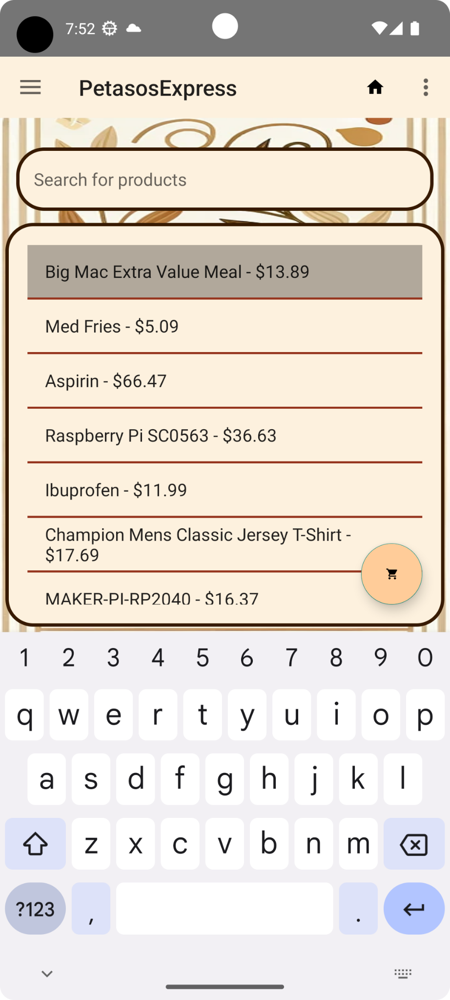 7:52
PetasosExpress
Search for products
Big Mac Extra Value Meal - $13.89
Med Fries - $5.09
Aspirin - $66.47
Raspberry Pi SC0563 - $36.63
Ibuprofen - $11.99
Champion Mens Classic Jersey T-Shirt -
$17.69
MAKER-PI-RP2040 - $16.37
1 2 3 4 5 6 7 8 9 0
q w e r t y u i o p
a s d f g h j k l
z x c v b n m
?123 , .